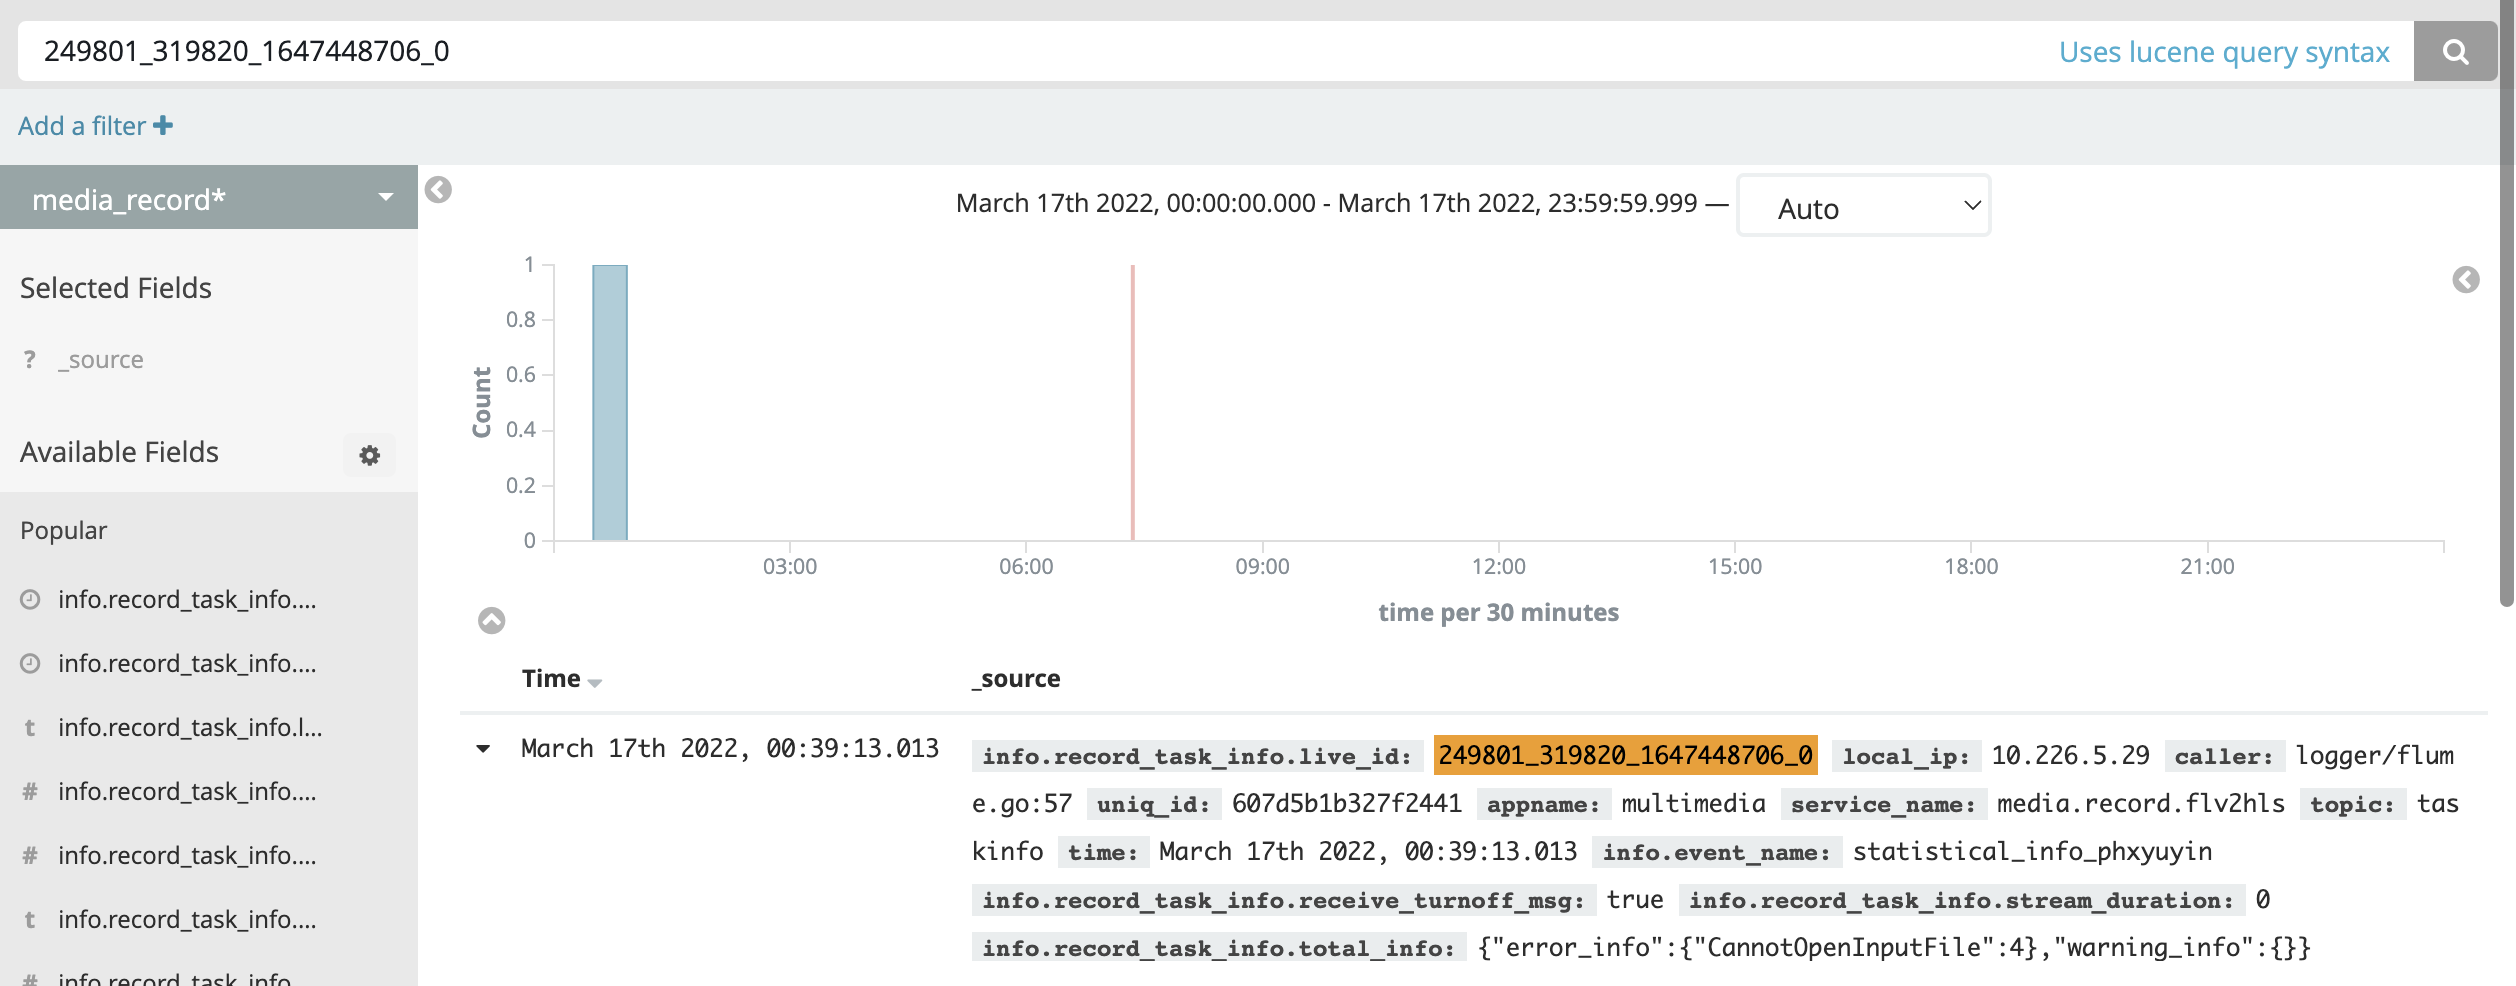 249801_319820_1647448706_0
Uses lucene query syntax
Add a filter
media_record*
March 17th 2022, 00:00:00.000 - March 17th 2022, 23:59:59.999 —
Auto
Selected Fields
? _source
Available Fields
Popular
info.record_task_info....
info.record_task_info....
t info.record_task_info.l...
# info.record_task_info....
# info.record_task_info....
t info.record_task_info....
# info.record_task_info
Count
1
0.8
0.6
0.4
0.2
0
03:00 06:00 09:00 12:00 15:00 18:00 21:00
time per 30 minutes
Time _source
March 17th 2022, 00:39:13.013
info.record_task_info.live_id: 249801_319820_1647448706_0 local_ip: 10.226.5.29 caller: logger/flum
e.go:57 uniq_id: 607d5b1b327f2441 appname: multimedia service_name: media.record.flv2hls topic: tas
kinfo time: March 17th 2022, 00:39:13.013 info.event_name: statistical_info_phxyuyin
info.record_task_info.receive_turnoff_msg: true info.record_task_info.stream_duration: 0
info.record_task_info.total_info: {"error_info":{"CannotOpenInputFile":4},"warning_info":{}}